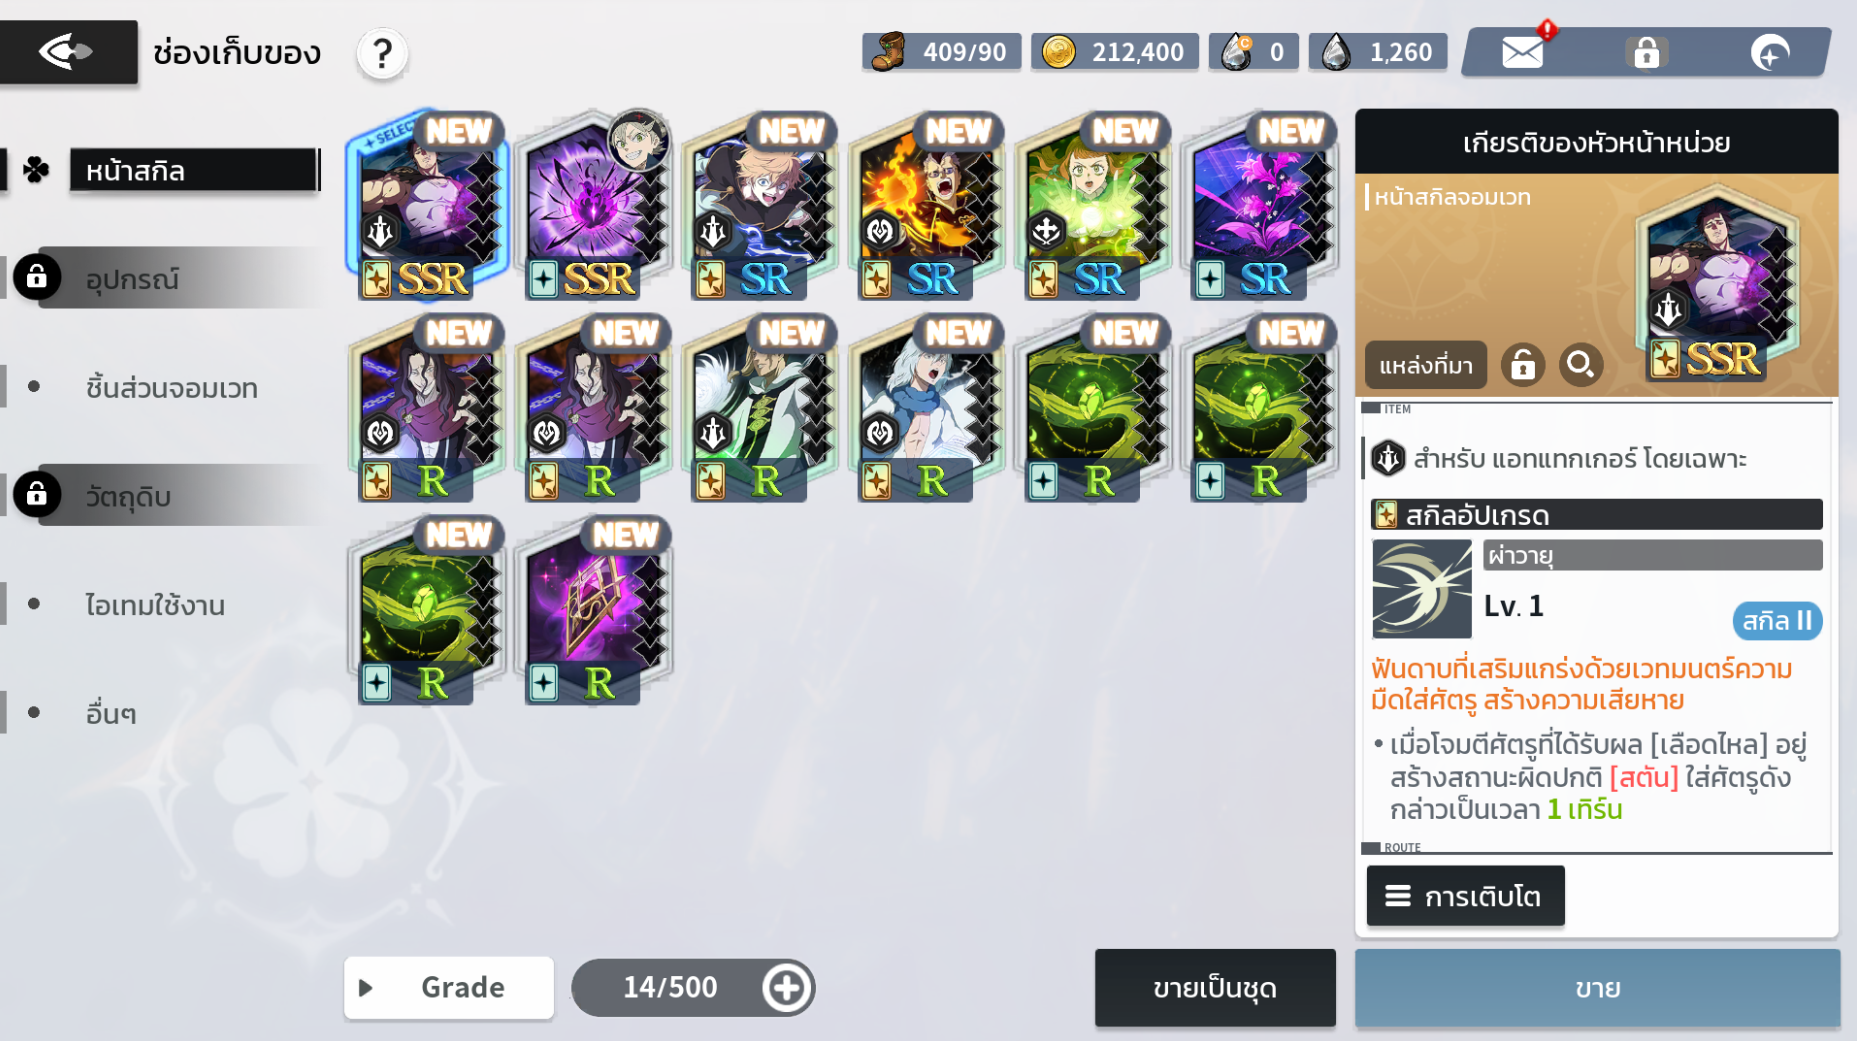 ช่องเก็บของ
?
409/90
212,400
C
0
1,260
หน้าสกิล
อุปกรณ์
ชิ้นส่วนจอมเวท
วัตถุดิบ
ไอเทมใช้งาน
อื่นๆ
+ SELECT
NEW
NEW
NEW
NEW
NEW
SSR
SSR
SR
SR
SR
SR
NEW
NEW
NEW
NEW
NEW
NEW
R
R
R
R
R
R
NEW
NEW
R
R
Grade
14/500
ขายเป็นชุด
ขาย
เกียรติของหัวหน้าหน่วย
หน้าสกิลจอมเวท
แหล่งที่มา
SSR
ITEM
สำหรับ แอทแทกเกอร์ โดยเฉพาะ
สกิลอัปเกรด
ผ่าวายุ
Lv. 1
สกิล II
ฟันดาบที่เสริมแกร่งด้วยเวทมนตร์ความ
มืดใส่ศัตรู สร้างความเสียหาย
• เมื่อโจมตีศัตรูที่ได้รับผล [เลือดไหล] อยู่
สร้างสถานะผิดปกติ [สตัน] ใส่ศัตรูดัง
กล่าวเป็นเวลา 1 เทิร์น
ROUTE
การเติบโต